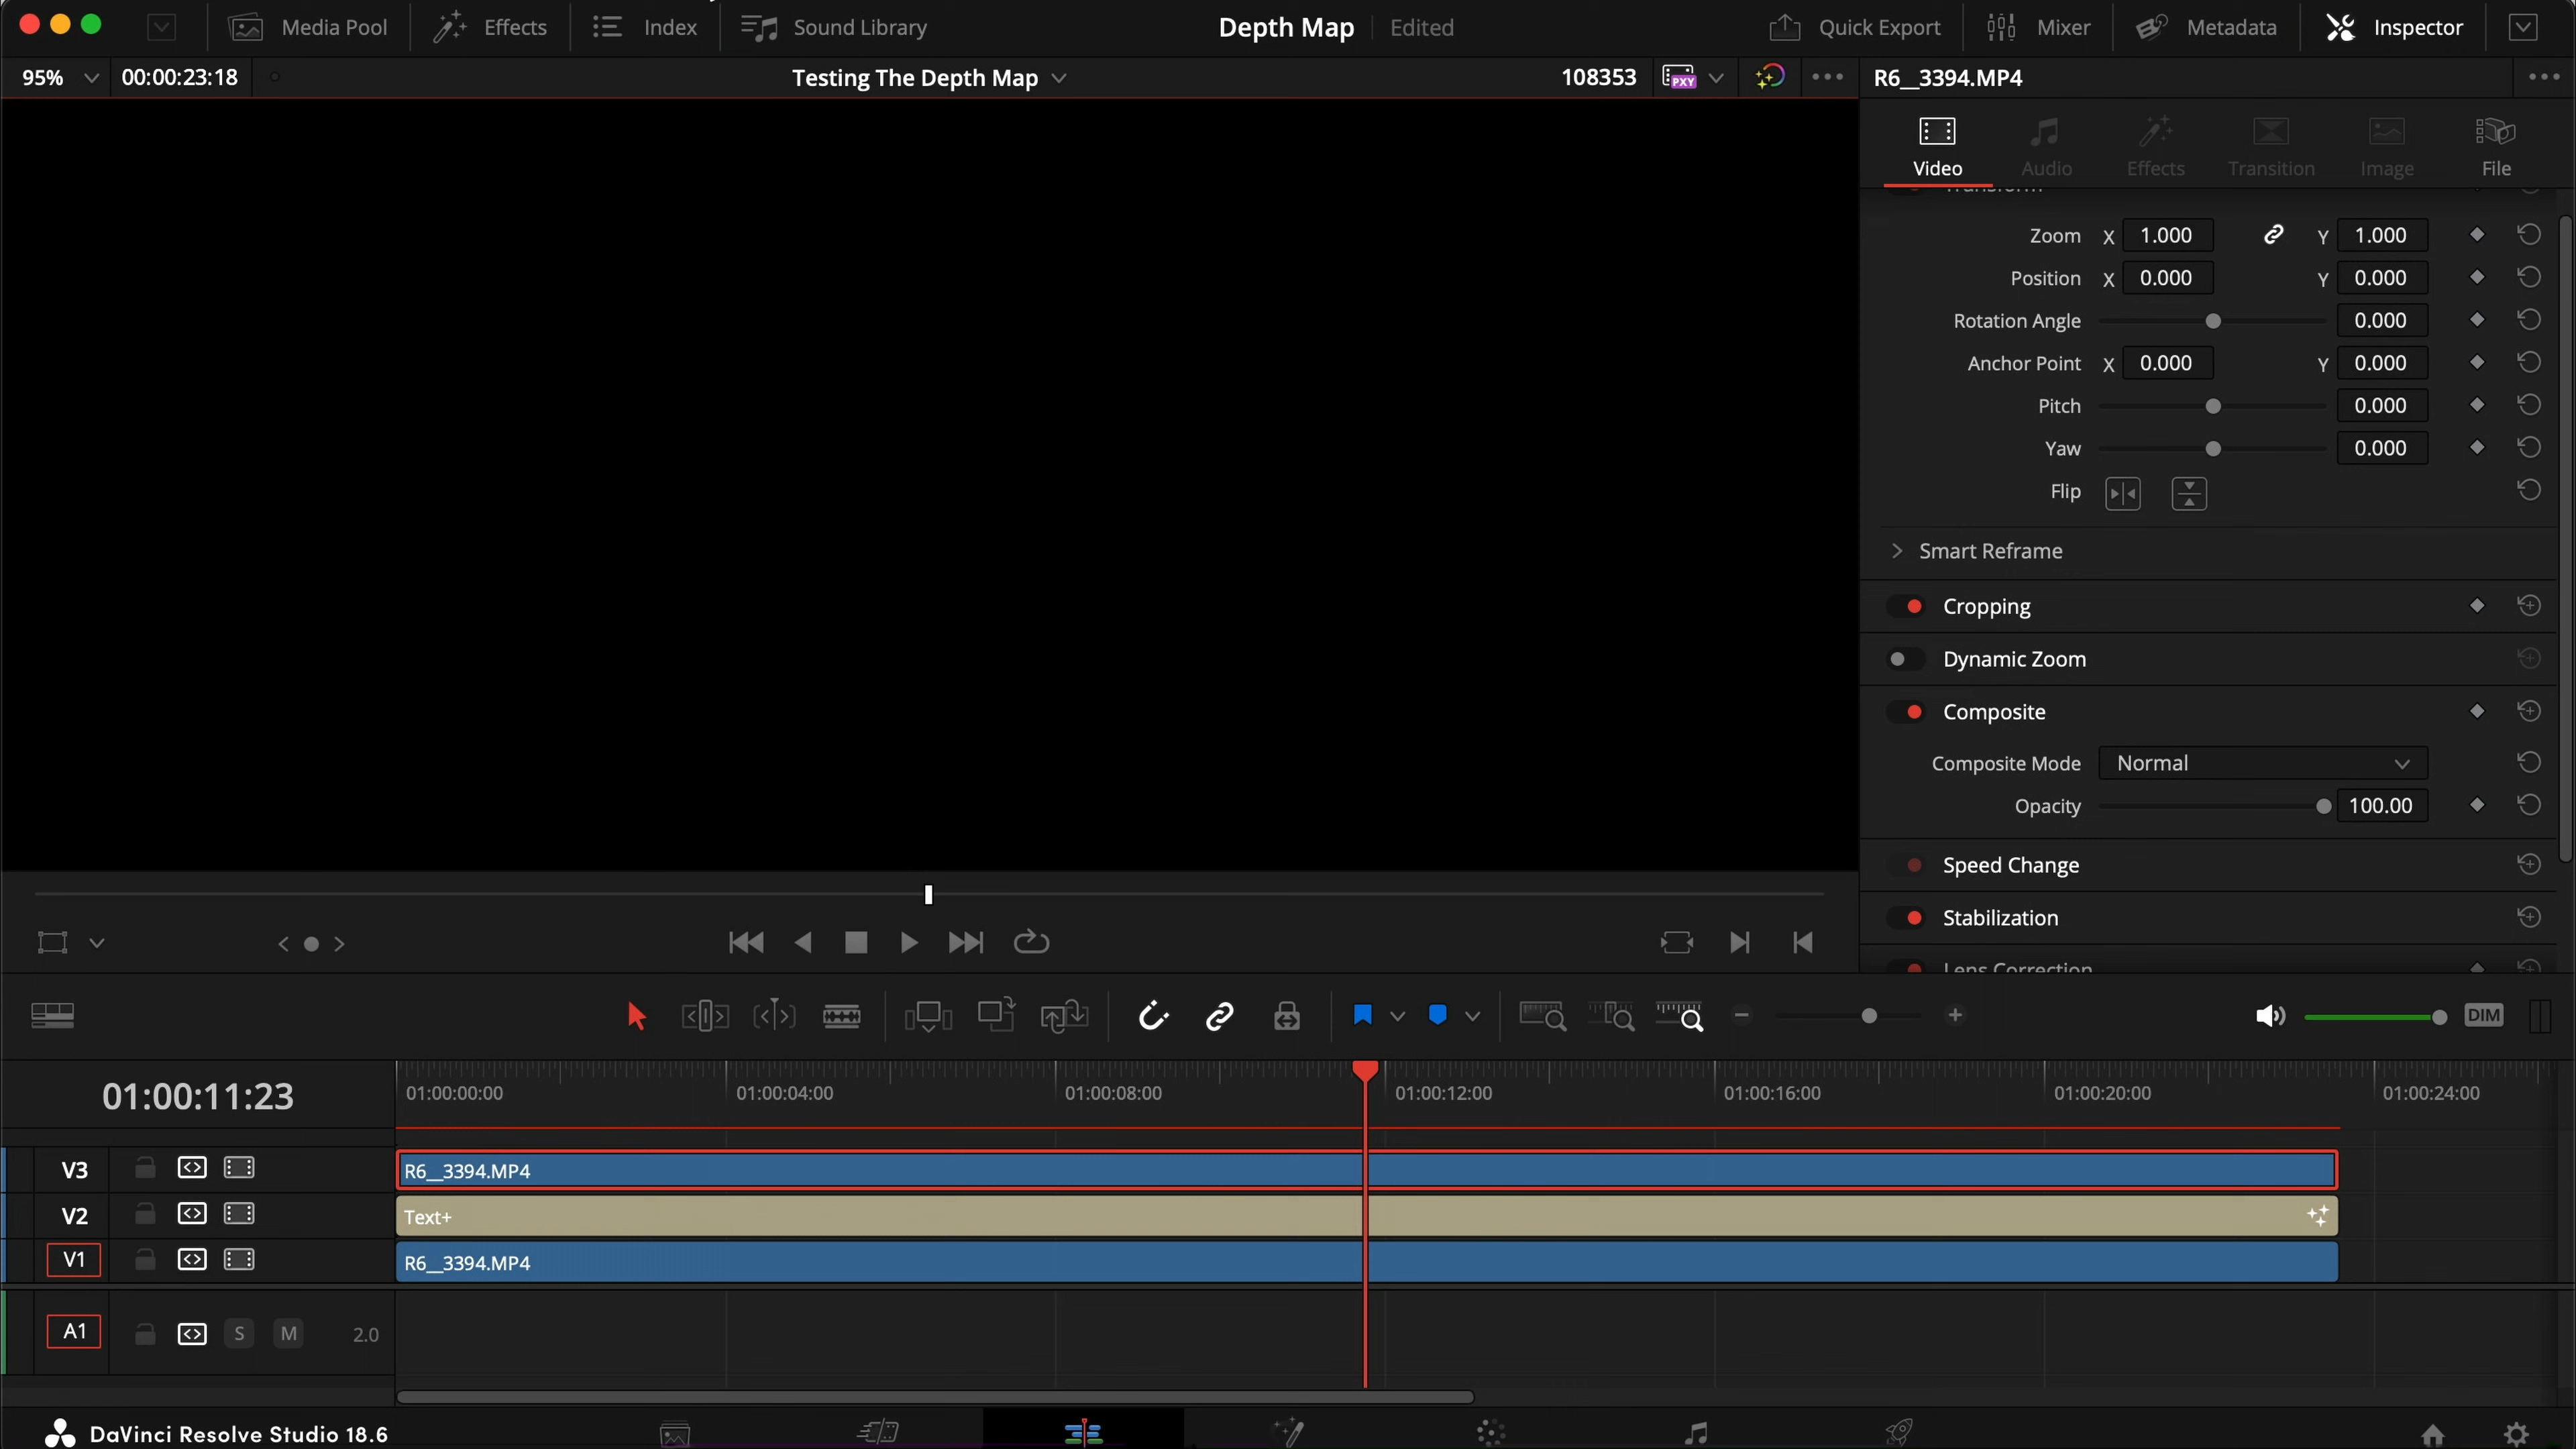 Media Pool Effects Index Sound Library Depth Map Edited Quick Export Mixer Metadata Inspector
95% 00:00:23:18 Testing The Depth Map 108353 PXY R6__3394.MP4
Video Audio Effects Transition Image File
Transform
Zoom X 1.000 Y 1.000
Position X 0.000 Y 0.000
Rotation Angle 0.000
Anchor Point X 0.000 Y 0.000
Pitch 0.000
Yaw 0.000
Flip
Smart Reframe
Cropping
Dynamic Zoom
Composite
Composite Mode Normal
Opacity 100.00
Speed Change
Stabilization
Lens Correction
DIM
01:00:11:23 01:00:00:00 01:00:04:00 01:00:08:00 01:00:12:00 01:00:16:00 01:00:20:00 01:00:24:00
V3 R6__3394.MP4
V2 Text+
V1 R6__3394.MP4
A1 S M 2.0
DaVinci Resolve Studio 18.6